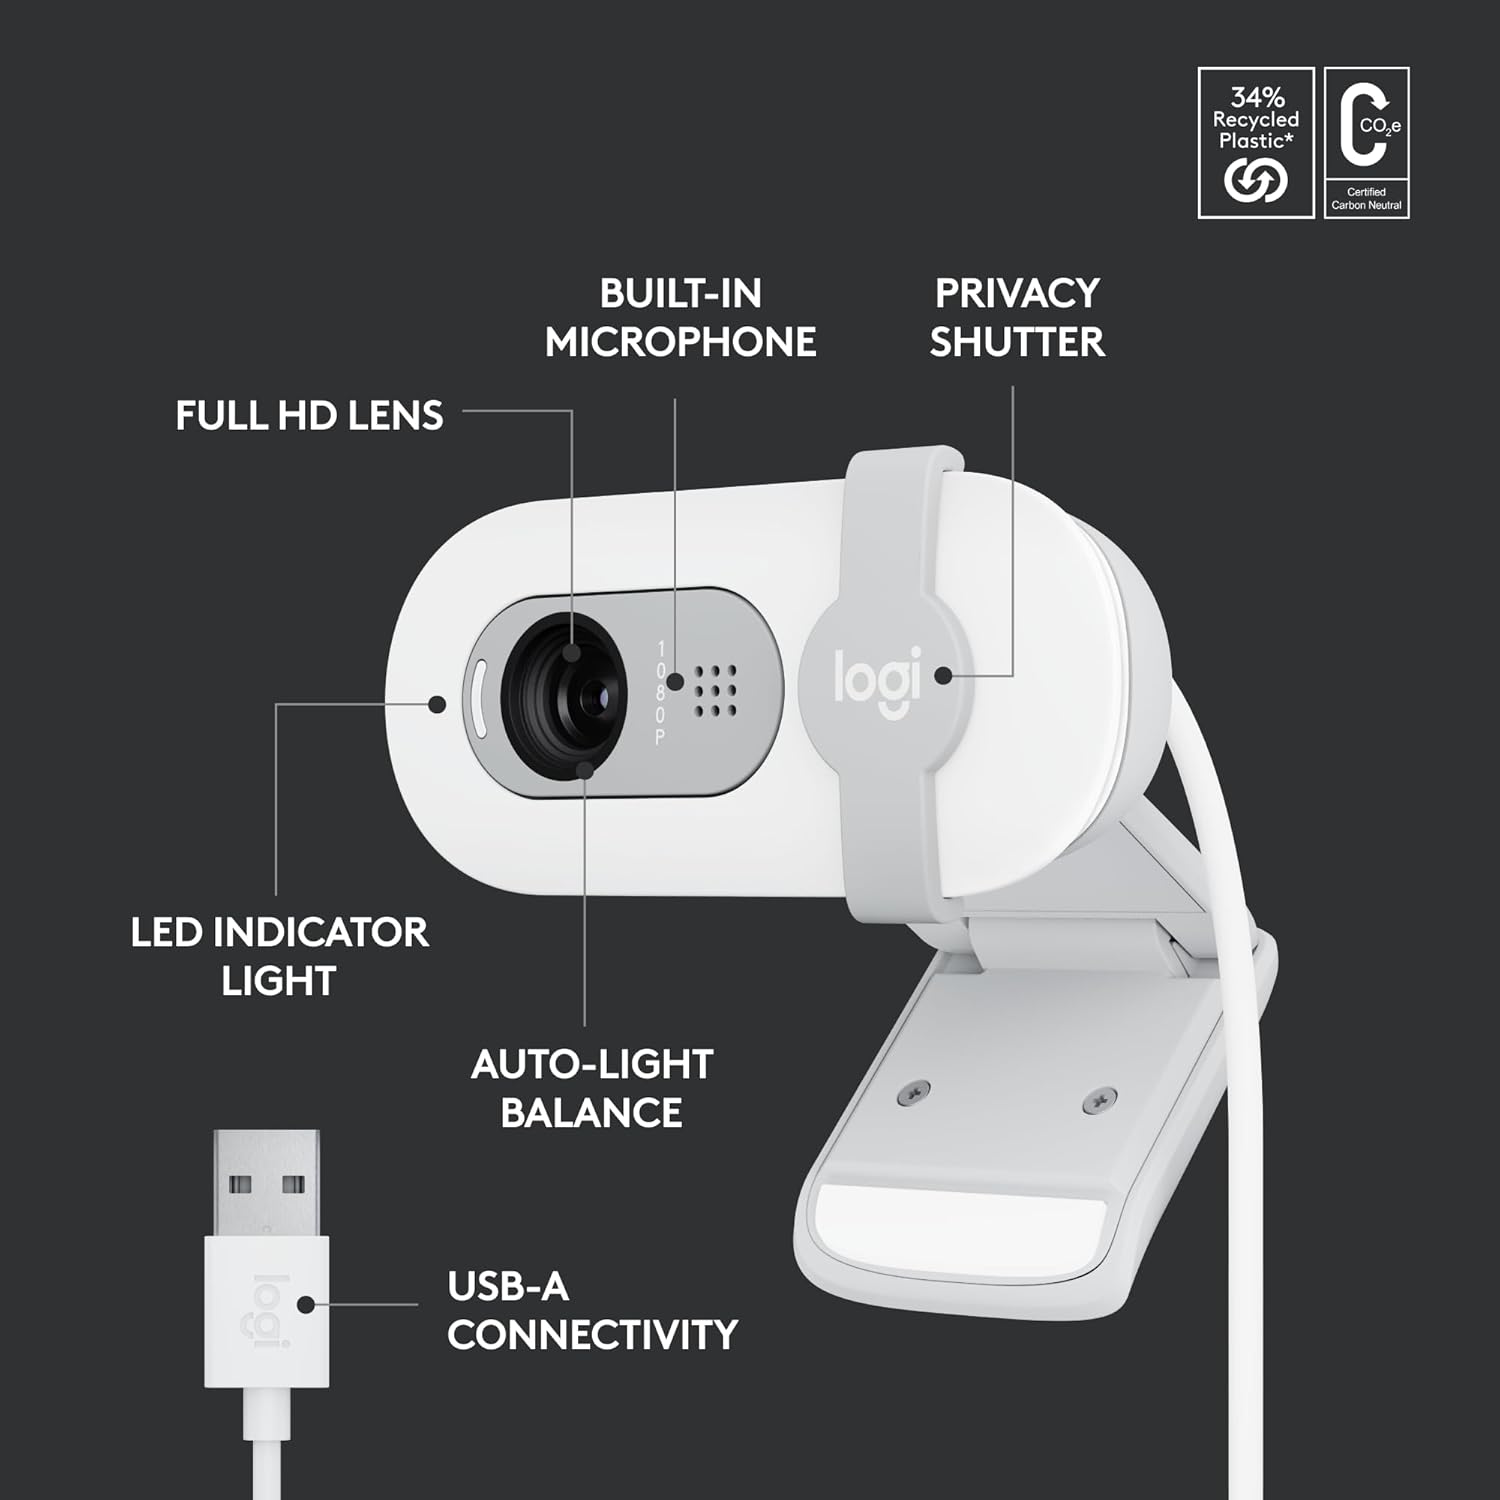 34%
Recycled
Plastic*
CO₂e
Certified
Carbon Neutral
BUILT-IN
MICROPHONE
PRIVACY
SHUTTER
FULL HD LENS
1080P
logi
LED INDICATOR
LIGHT
AUTO-LIGHT
BALANCE
logi
USB-A
CONNECTIVITY